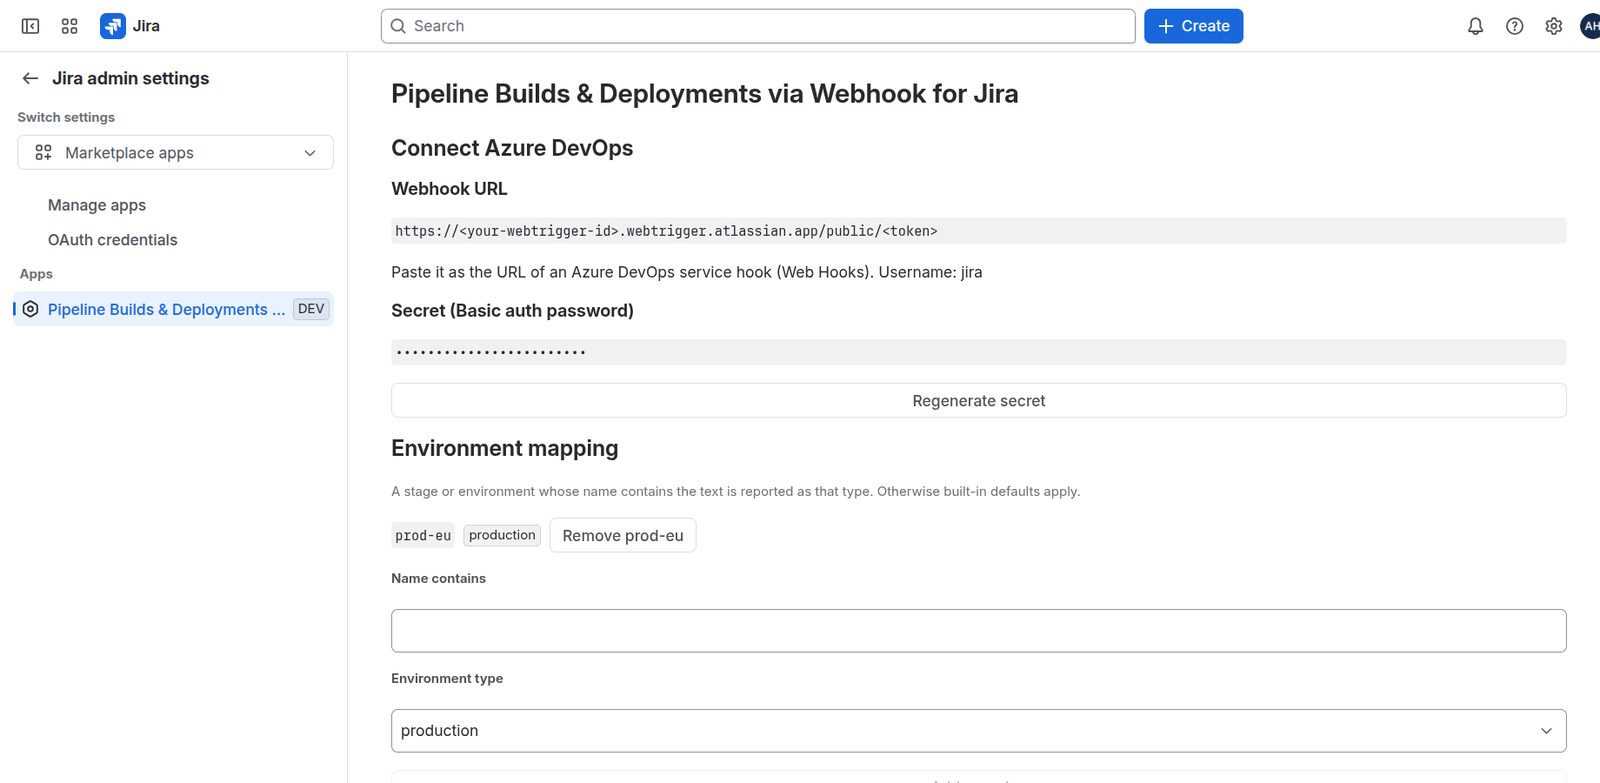 Jira
Search
Create
AH
Jira admin settings
Switch settings
Marketplace apps
Manage apps
OAuth credentials
Apps
Pipeline Builds & Deployments ... DEV
Pipeline Builds & Deployments via Webhook for Jira
Connect Azure DevOps
Webhook URL
https://<your-webtrigger-id>.webtrigger.atlassian.app/public/<token>
Paste it as the URL of an Azure DevOps service hook (Web Hooks). Username: jira
Secret (Basic auth password)
••••••••••••••••••••••••
Regenerate secret
Environment mapping
A stage or environment whose name contains the text is reported as that type. Otherwise built-in defaults apply.
prod-eu production Remove prod-eu
Name contains
Environment type
production